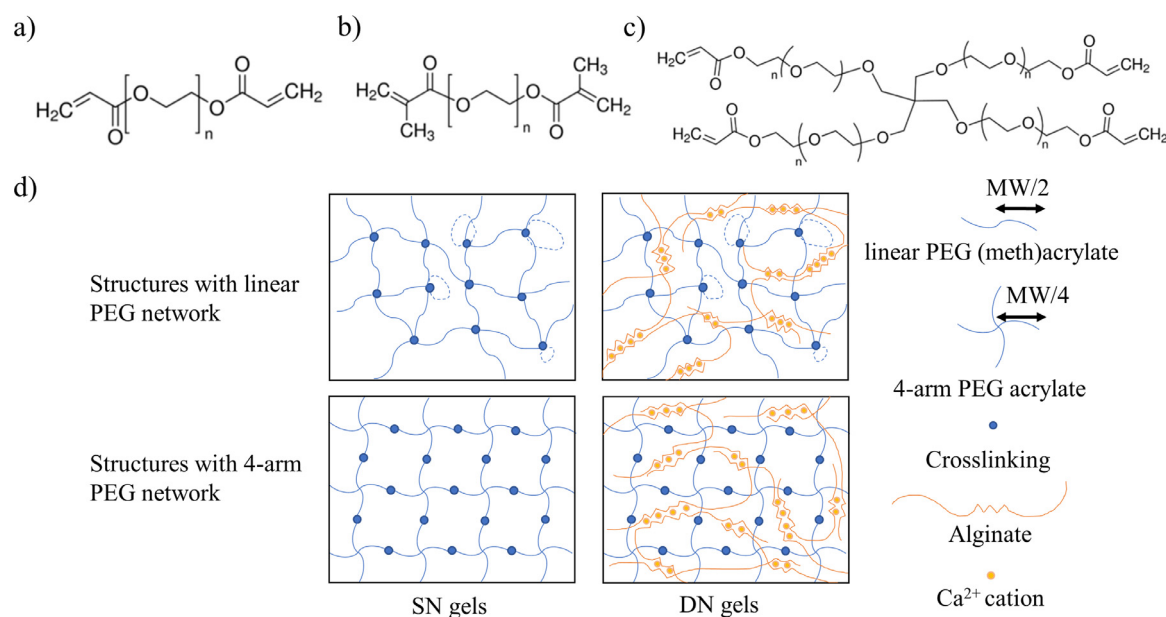 a)
b)
c)
H₂C
O
O
n
O
O
CH₂
H₂C
CH₃
O
O
n
O
O
CH₃
CH₂
H₂C
O
O
n
O
O
O
O
n
O
O
CH₂
H₂C
O
O
n
O
O
O
O
n
O
O
CH₂
d)
Structures with linear
PEG network
Structures with 4-arm
PEG network
SN gels
DN gels
MW/2
linear PEG (meth)acrylate
MW/4
4-arm PEG acrylate
Crosslinking
Alginate
Ca²⁺ cation